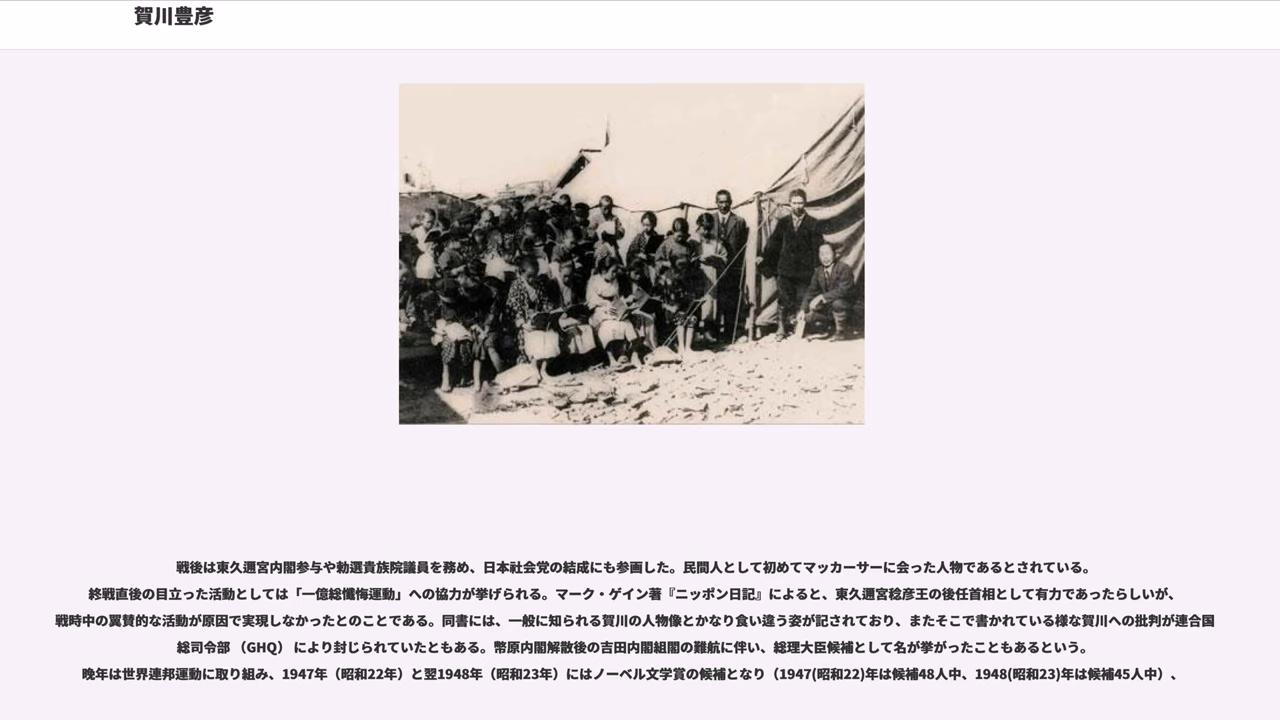 賀川豊彦
戦後は東久邇宮内閣参与や勅選貴族院議員を務め、日本社会党の結成にも参画した。民間人として初めてマッカーサーに会った人物であるとされている。
終戦直後の目立った活動としては「一億総懺悔運動」への協力が挙げられる。マーク・ゲイン著『ニッポン日記』によると、東久邇宮稔彦王の後任首相として有力であったらしいが、
戦時中の翼賛的な活動が原因で実現しなかったとのことである。同書には、一般に知られる賀川の人物像とかなり食い違う姿が記されており、またそこで書かれている様な賀川への批判が連合国
総司令部 （GHQ） により封じられていたともある。幣原内閣解散後の吉田内閣組閣の難航に伴い、総理大臣候補として名が挙がったこともあるという。
晩年は世界連邦運動に取り組み、1947年（昭和22年）と翌1948年（昭和23年）にはノーベル文学賞の候補となり（1947(昭和22)年は候補48人中、1948(昭和23)年は候補45人中）、